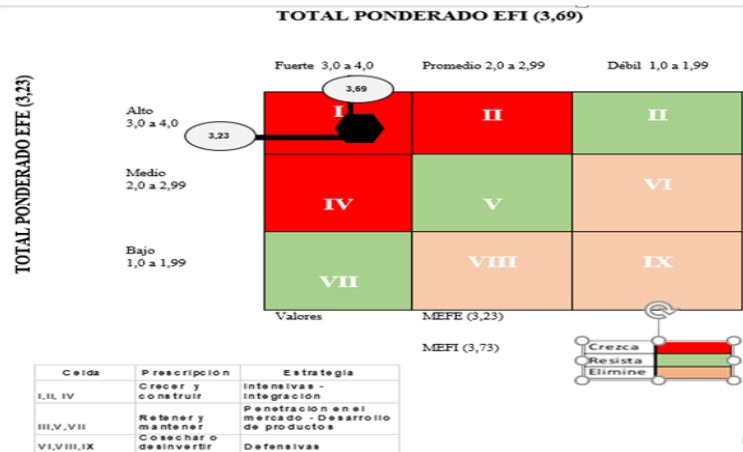 TOTAL PONDERADO EFI (3,69)
TOTAL PONDERADO EFE (3,23)
Fuerte 3,0 a 4,0
Promedio 2,0 a 2,99
Débil 1,0 a 1,99
3,69
Alto
3,0 a 4,0
3,23
I
II
II
Medio
2,0 a 2,99
IV
V
VI
Bajo
1,0 a 1,99
VII
VIII
IX
Valores
MEFE (3,23)
MEFI (3,73)
Crezca
Resista
Elimine
Celda
Prescripción
Estrategia
I,II, IV
Crecer y
construir
Intensivas -
Integración
III,V,VII
Retener y
mantener
Penetración en el
mercado - Desarrollo
de productos
VI,VIII,IX
Cosechar o
desinvertir
Defensivas